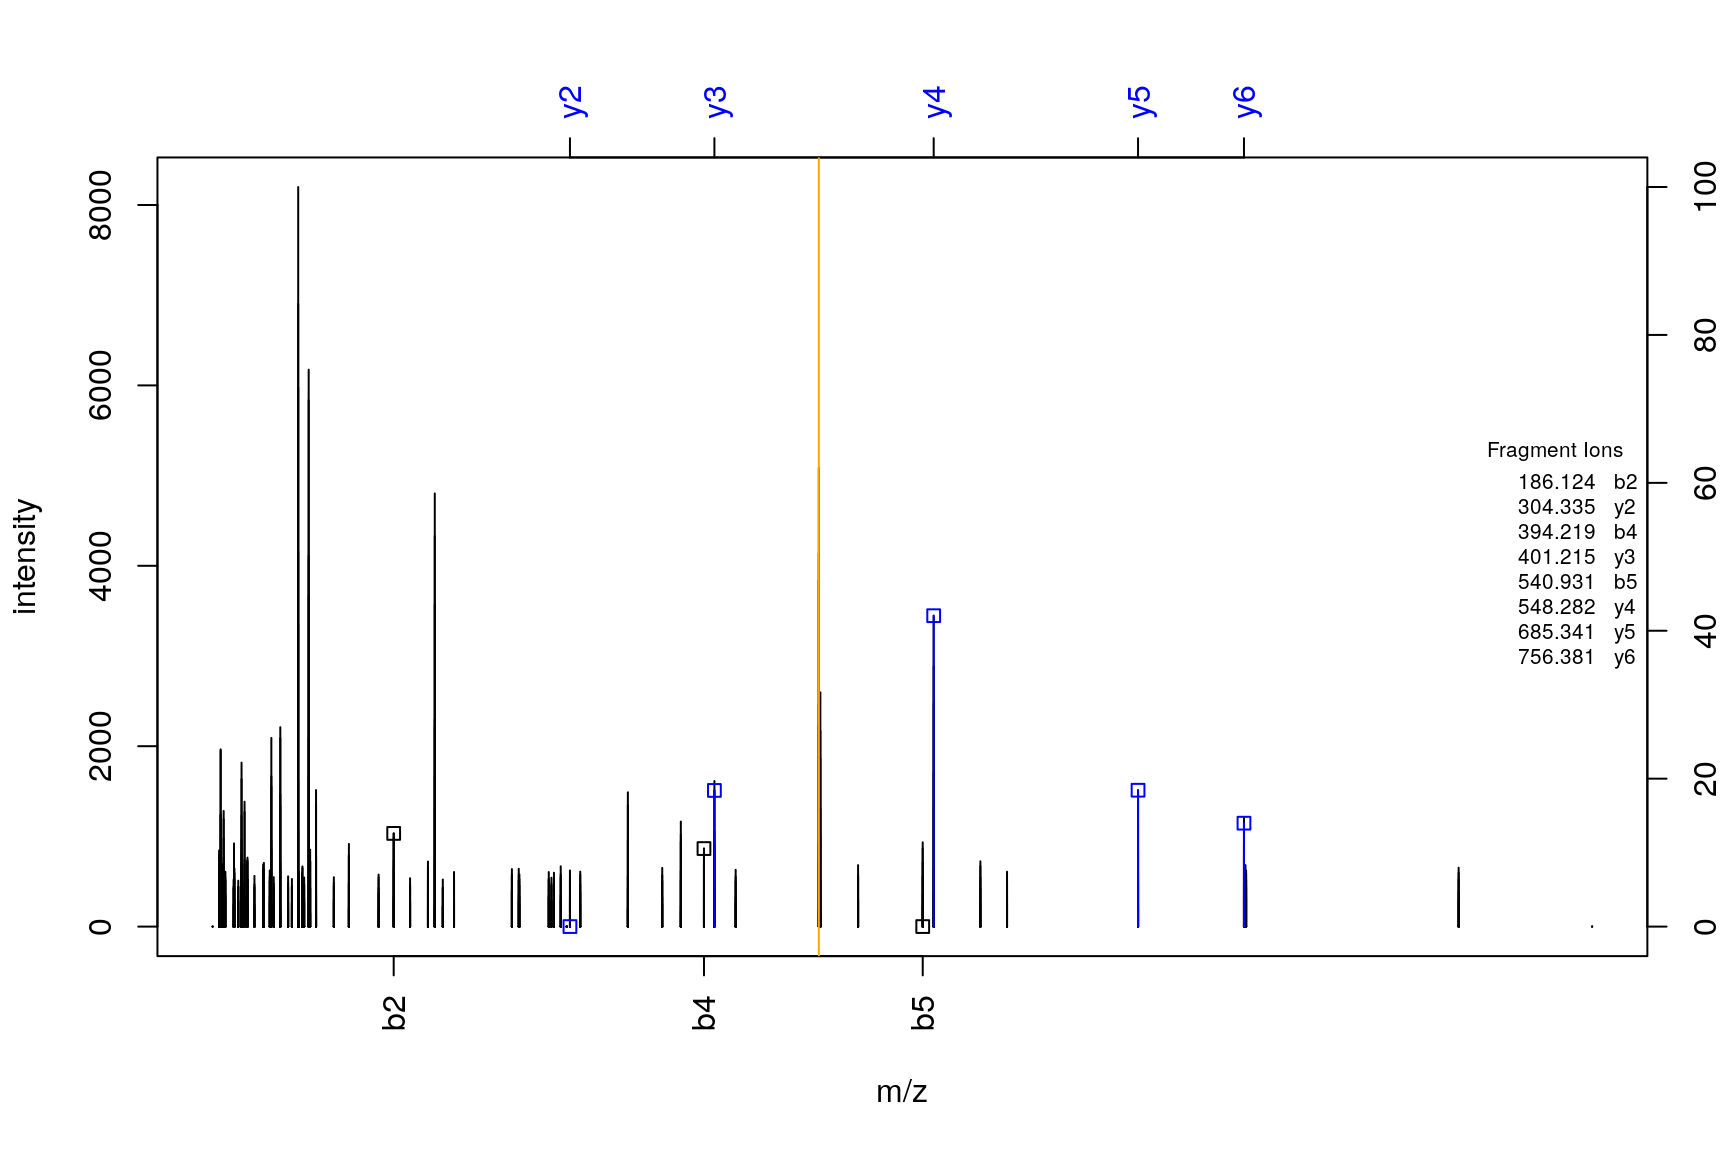 y2 y3 y4 y5 y6
8000
6000
4000
2000
0
intensity
100
80
60
40
20
0
Fragment Ions
186.124 b2
304.335 y2
394.219 b4
401.215 y3
540.931 b5
548.282 y4
685.341 y5
756.381 y6
b2 b4 b5
m/z